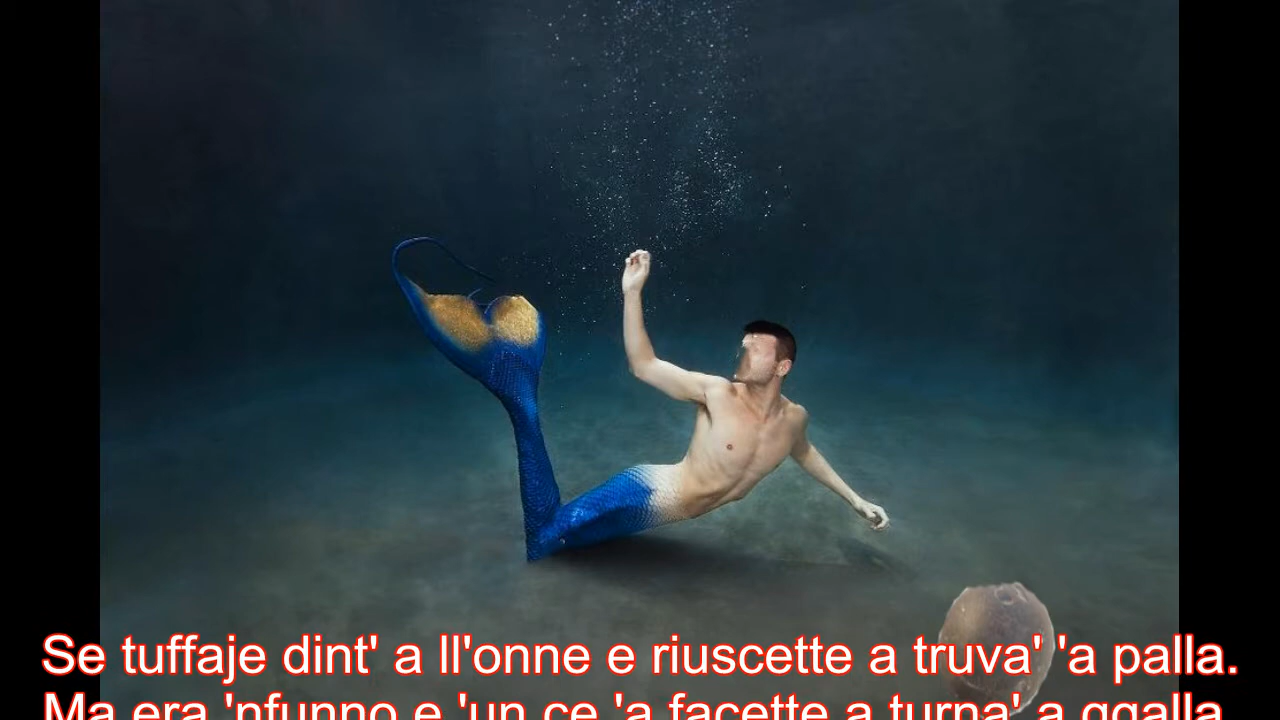 Se tuffaje dint' a ll'onne e riuscette a truva' 'a palla.
Ma era 'nfunno e 'un ce 'a facette a turna' a ggalla